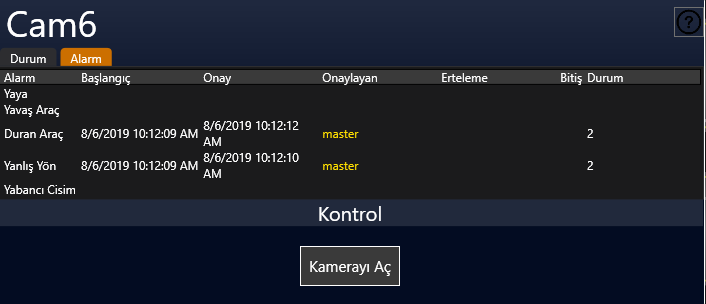 Cam6
?
Durum Alarm
Alarm Başlangıç Onay Onaylayan Erteleme Bitiş Durum
Yaya
Yavaş Araç
Duran Araç 8/6/2019 10:12:09 AM 8/6/2019 10:12:12 AM master 2
Yanlış Yön 8/6/2019 10:12:09 AM 8/6/2019 10:12:10 AM master 2
Yabancı Cisim
Kontrol
Kamerayı Aç